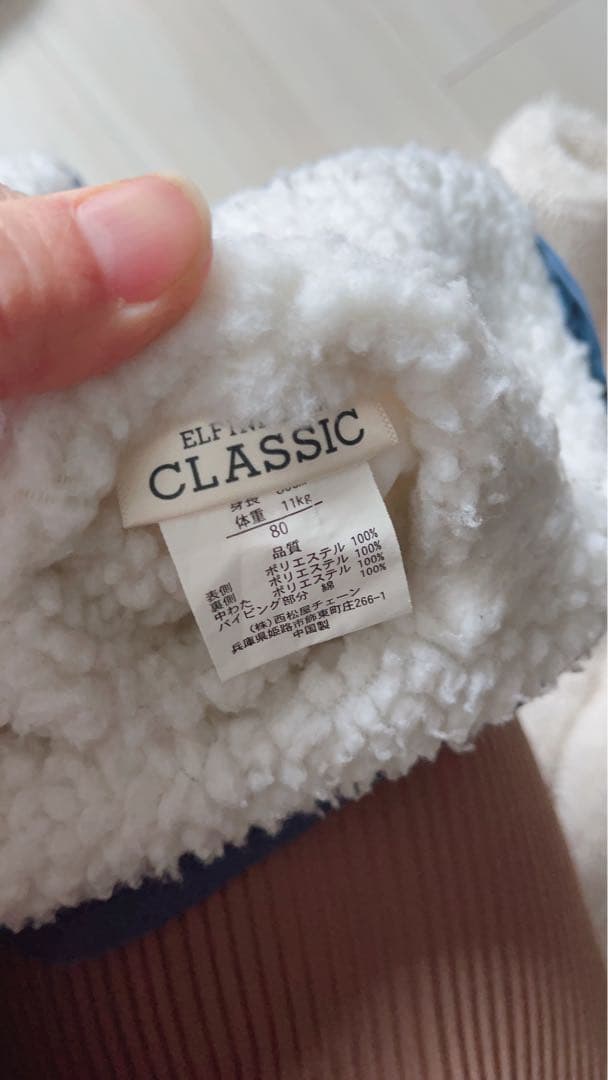 CLASSIC
身長
体重 11kg
80
品質
表側 ポリエステル 100%
裏側 ポリエステル 100%
中わた ポリエステル 100%
パイピング部分 綿 100%
(株)西松屋チェーン
兵庫県姫路市飾東町庄266-1
中国製